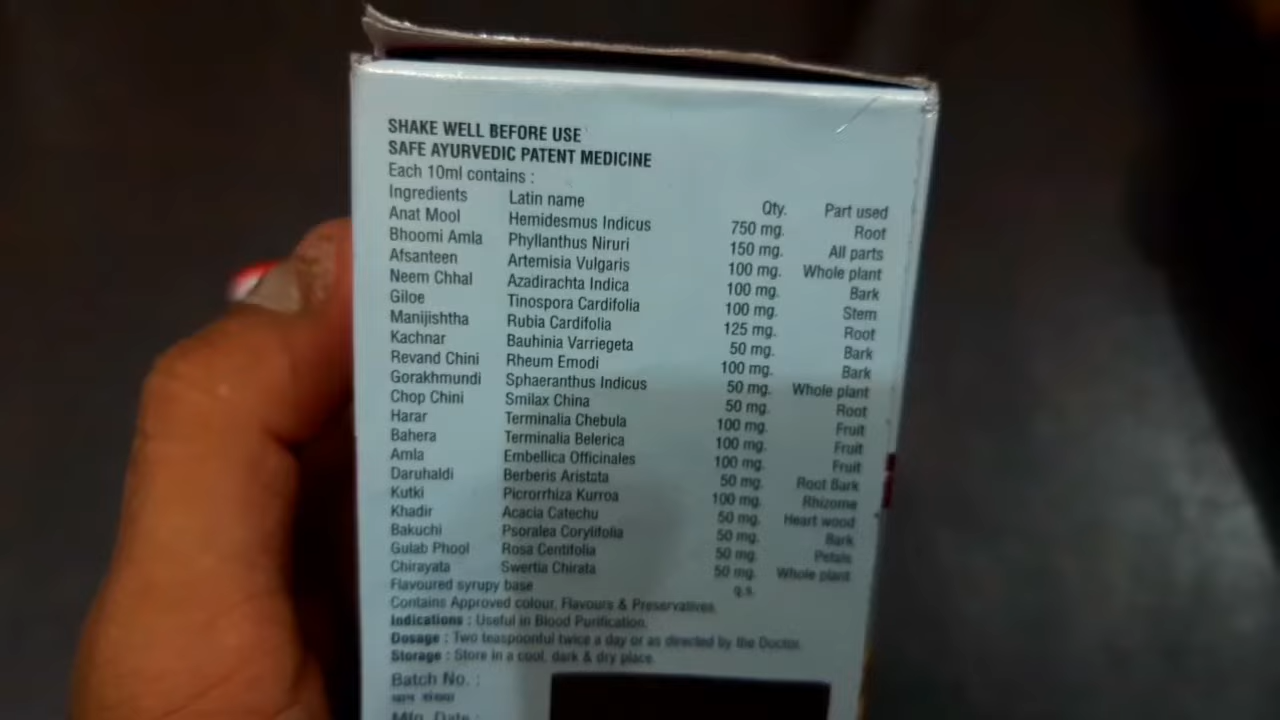 SHAKE WELL BEFORE USE
SAFE AYURVEDIC PATENT MEDICINE
Each 10ml contains :
Ingredients Latin name Qty. Part used
Anat Mool Hemidesmus Indicus 750 mg. Root
Bhoomi Amla Phyllanthus Niruri 150 mg. All parts
Afsanteen Artemisia Vulgaris 100 mg. Whole plant
Neem Chhal Azadirachta Indica 100 mg. Bark
Giloe Tinospora Cardifolia 100 mg. Stem
Manijishtha Rubia Cardifolia 125 mg. Root
Kachnar Bauhinia Varriegeta 50 mg. Bark
Revand Chini Rheum Emodi 100 mg. Bark
Gorakhmundi Sphaeranthus Indicus 50 mg. Whole plant
Chop Chini Smilax China 50 mg. Root
Harar Terminalia Chebula 100 mg. Fruit
Bahera Terminalia Belerica 100 mg. Fruit
Amla Embellica Officinales 100 mg. Fruit
Daruhaldi Berberis Aristata 50 mg. Root Bark
Kutki Picrorrhiza Kurroa 100 mg. Rhizome
Khadir Acacia Catechu 50 mg. Heart wood
Bakuchi Psoralea Corylifolia 50 mg. Bark
Gulab Phool Rosa Centifolia 50 mg. Petals
Chirayata Swertia Chirata 50 mg. Whole plant
Flavoured syrupy base q.s.
Contains Approved colour, Flavours & Preservatives.
Indications : Useful in Blood Purification.
Dosage : Two teaspoonful twice a day or as directed by the Doctor.
Storage : Store in a cool, dark & dry place.
Batch No. :
Mfg. Date :